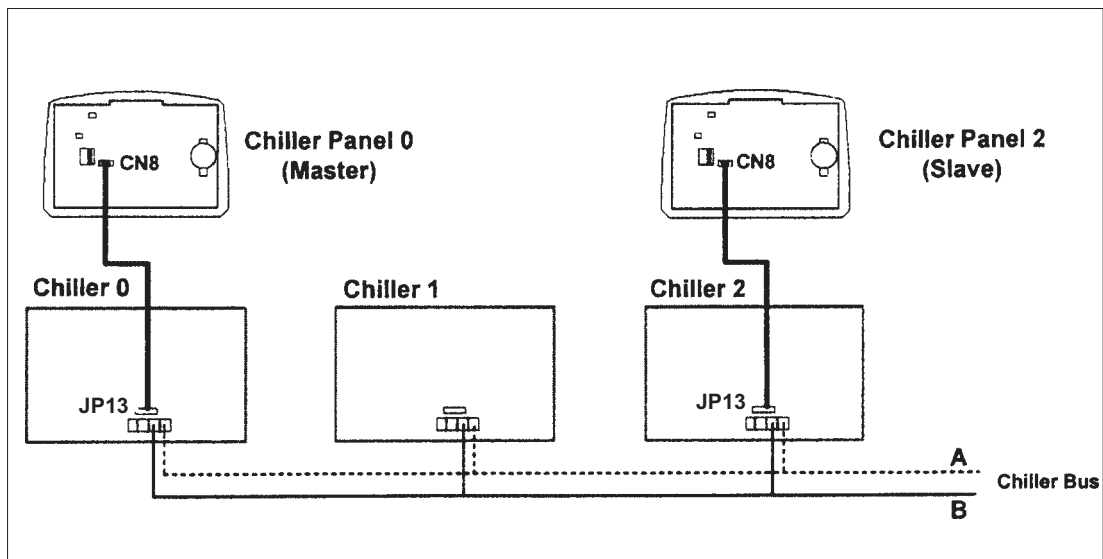 Chiller Panel 0
(Master)
CN8
Chiller Panel 2
(Slave)
CN8
Chiller 0
Chiller 1
Chiller 2
JP13
JP13
A
Chiller Bus
B